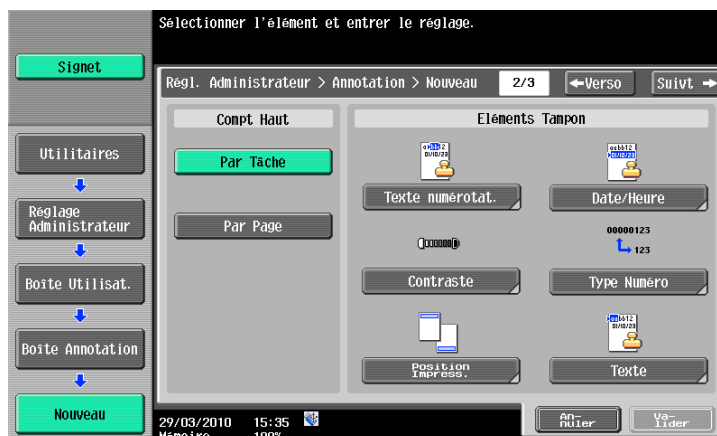 Sélectionner l'élément et entrer le réglage.
Signet
Régl. Administrateur > Annotation > Nouveau
2/3
←Verso
Suivt →
Compt Haut
Eléments Tampon
Utilitaires
Par Tâche
Texte numérotat.
Date/Heure
Réglage
Administrateur
Par Page
00000123
123
Boîte Utilisat.
Contraste
Type Numéro
Boîte Annotation
Position
Impress.
Texte
Nouveau
An-
nuler
Va-
lider
29/03/2010 15:35
Mémoire 100%